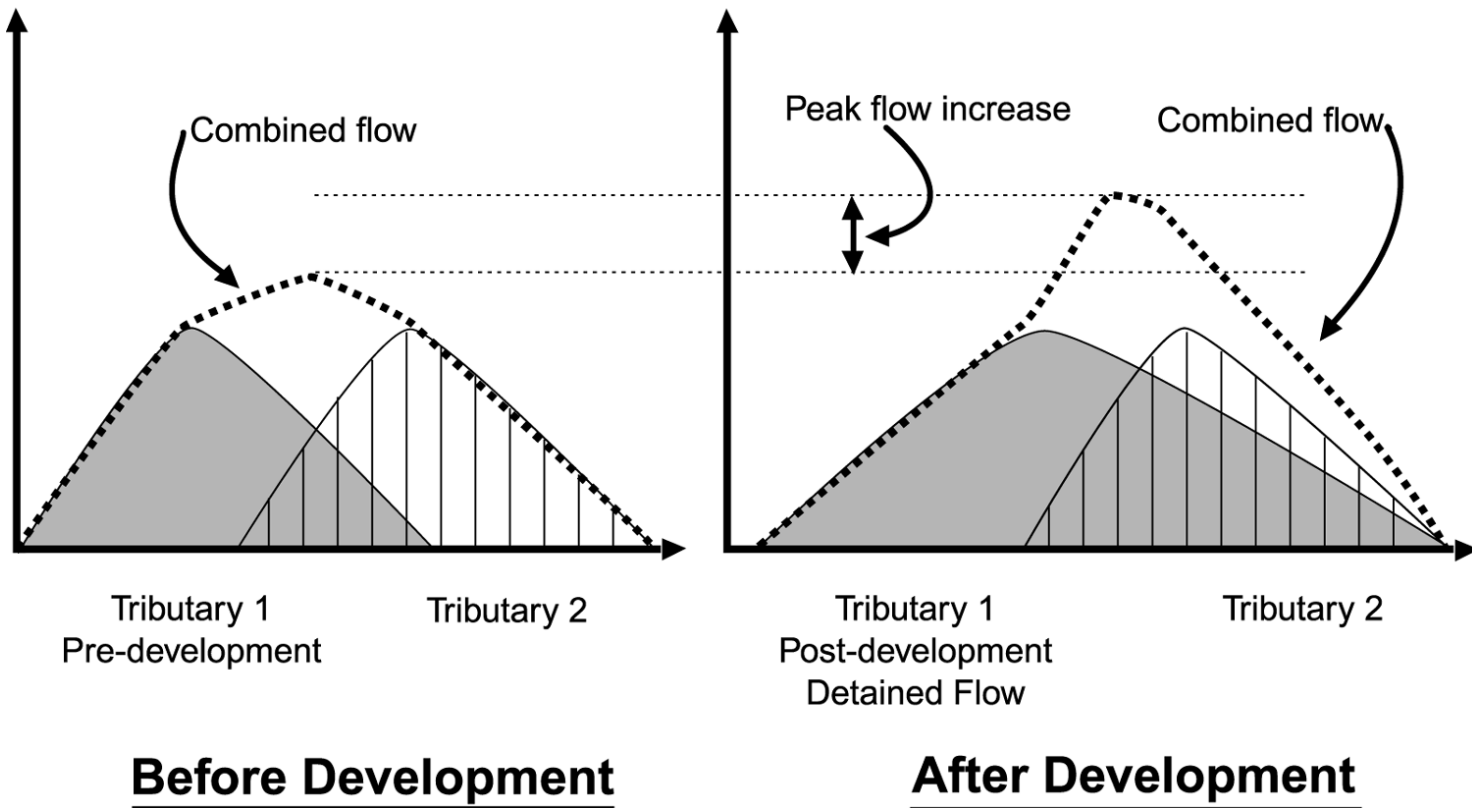 Combined flow
Peak flow increase
Combined flow
Tributary 1
Pre-development
Tributary 2
Tributary 1
Post-development
Detained Flow
Tributary 2
Before Development
After Development